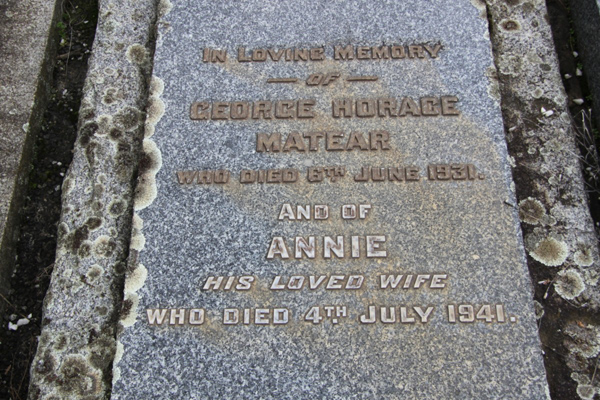 IN LOVING MEMORY
OF
GEORGE HORACE
MATEAR
WHO DIED 6TH JUNE 1931.
AND OF
ANNIE
HIS LOVED WIFE
WHO DIED 4TH JULY 1941.